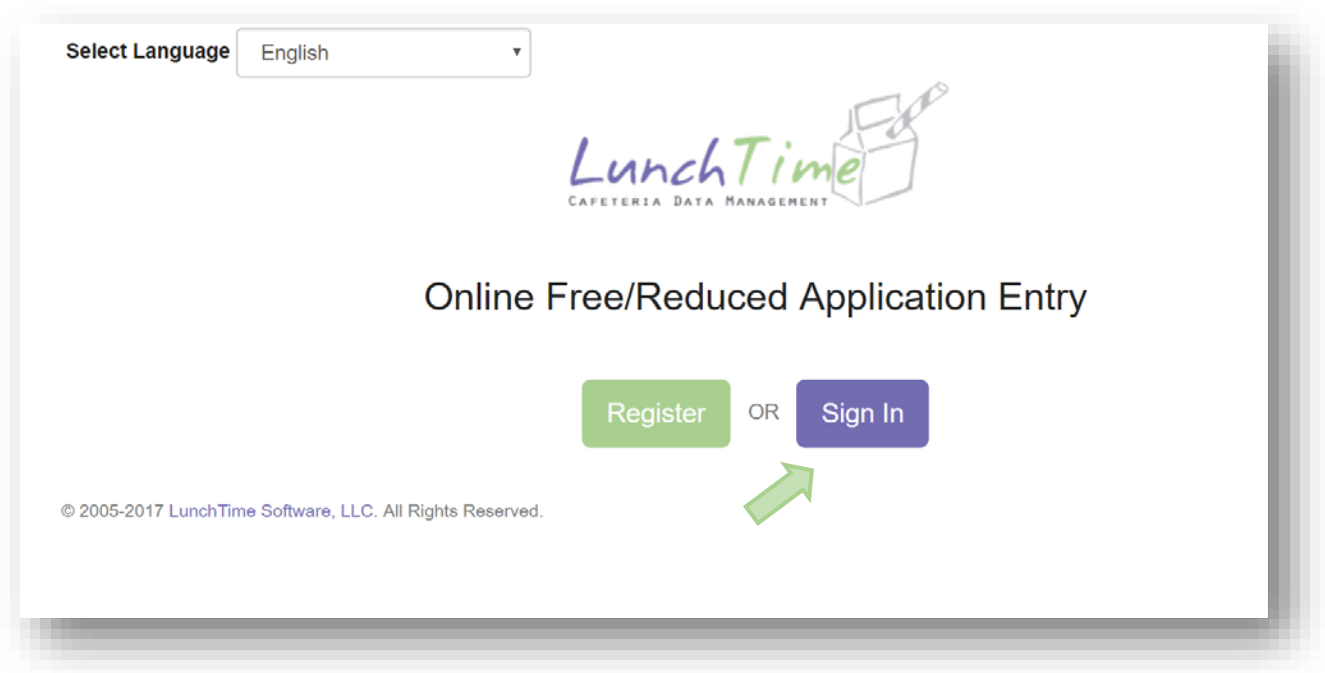 Select Language English
LunchTime
CAFETERIA DATA MANAGEMENT
Online Free/Reduced Application Entry
Register OR Sign In
© 2005-2017 LunchTime Software, LLC. All Rights Reserved.